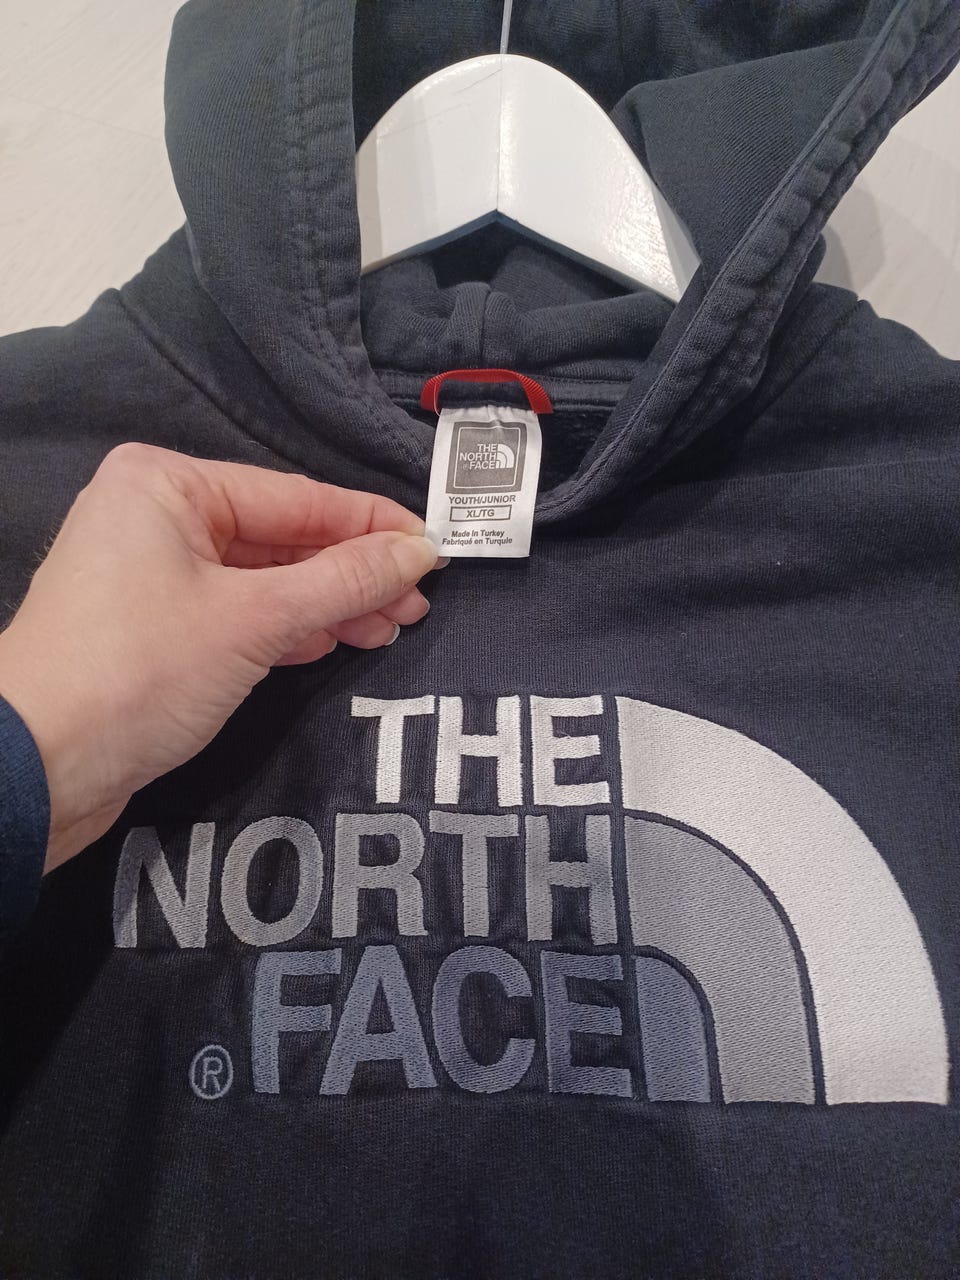 THE
NORTH
FACE
YOUTH/JUNIOR
XL/TG
Made in Turkey
Fabriqué en Turquie
THE
NORTH
FACE
®